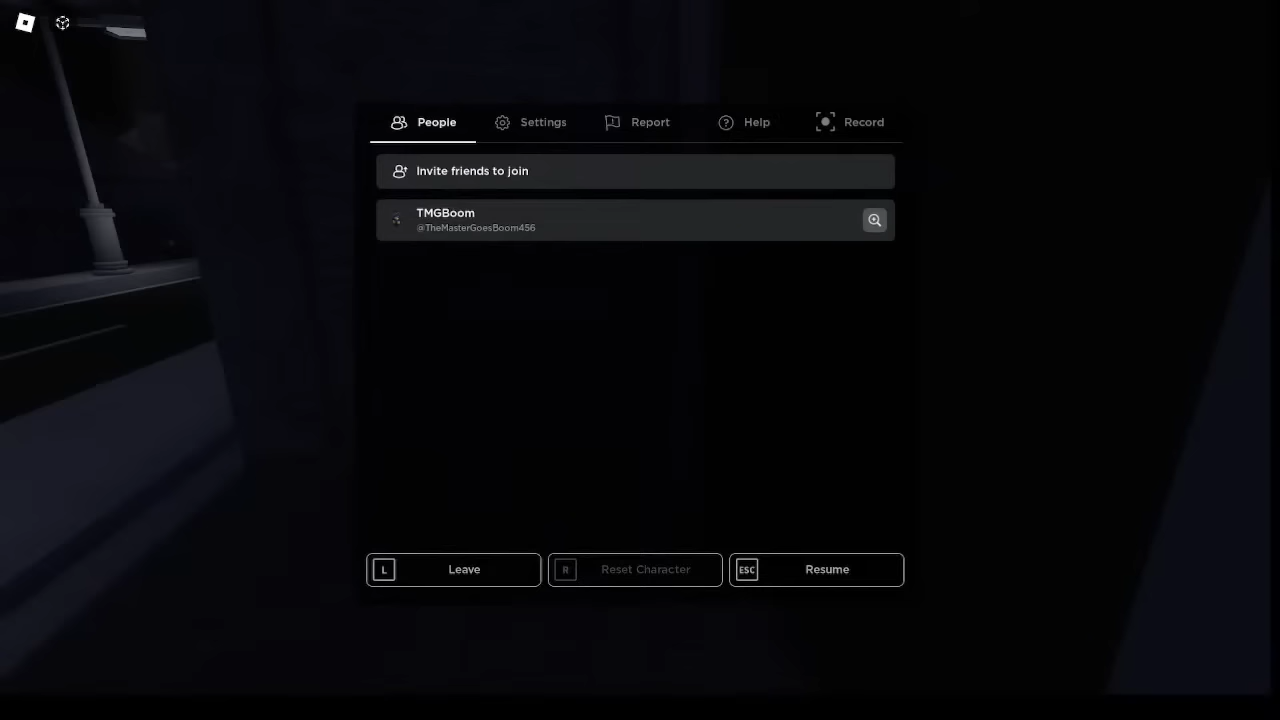 People
Settings
Report
Help
Record
Invite friends to join
TMGBoom
@TheMasterGoesBoom456
L Leave
R Reset Character
ESC Resume